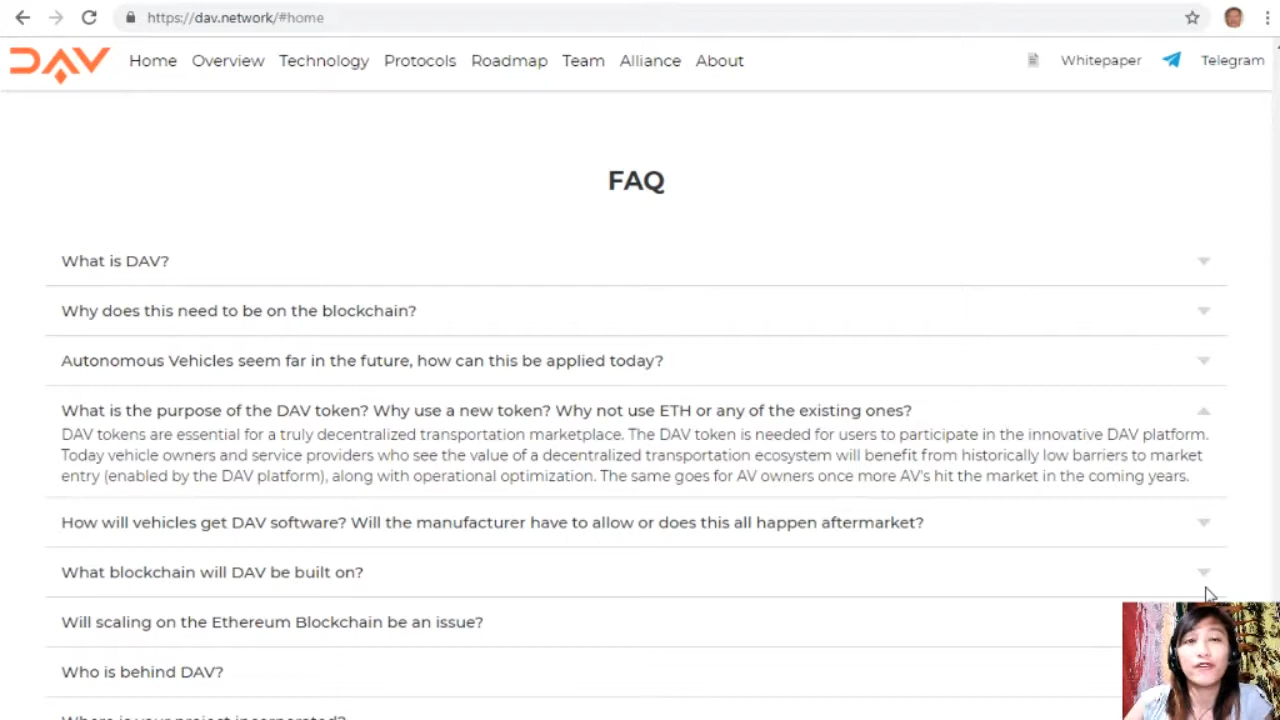 https://dav.network/#home
DAV
Home Overview Technology Protocols Roadmap Team Alliance About Whitepaper Telegram
FAQ
What is DAV?
Why does this need to be on the blockchain?
Autonomous Vehicles seem far in the future, how can this be applied today?
What is the purpose of the DAV token? Why use a new token? Why not use ETH or any of the existing ones?
DAV tokens are essential for a truly decentralized transportation marketplace. The DAV token is needed for users to participate in the innovative DAV platform.
Today vehicle owners and service providers who see the value of a decentralized transportation ecosystem will benefit from historically low barriers to market
entry (enabled by the DAV platform), along with operational optimization. The same goes for AV owners once more AV's hit the market in the coming years.
How will vehicles get DAV software? Will the manufacturer have to allow or does this all happen aftermarket?
What blockchain will DAV be built on?
Will scaling on the Ethereum Blockchain be an issue?
Who is behind DAV?
Where is your project incorporated?